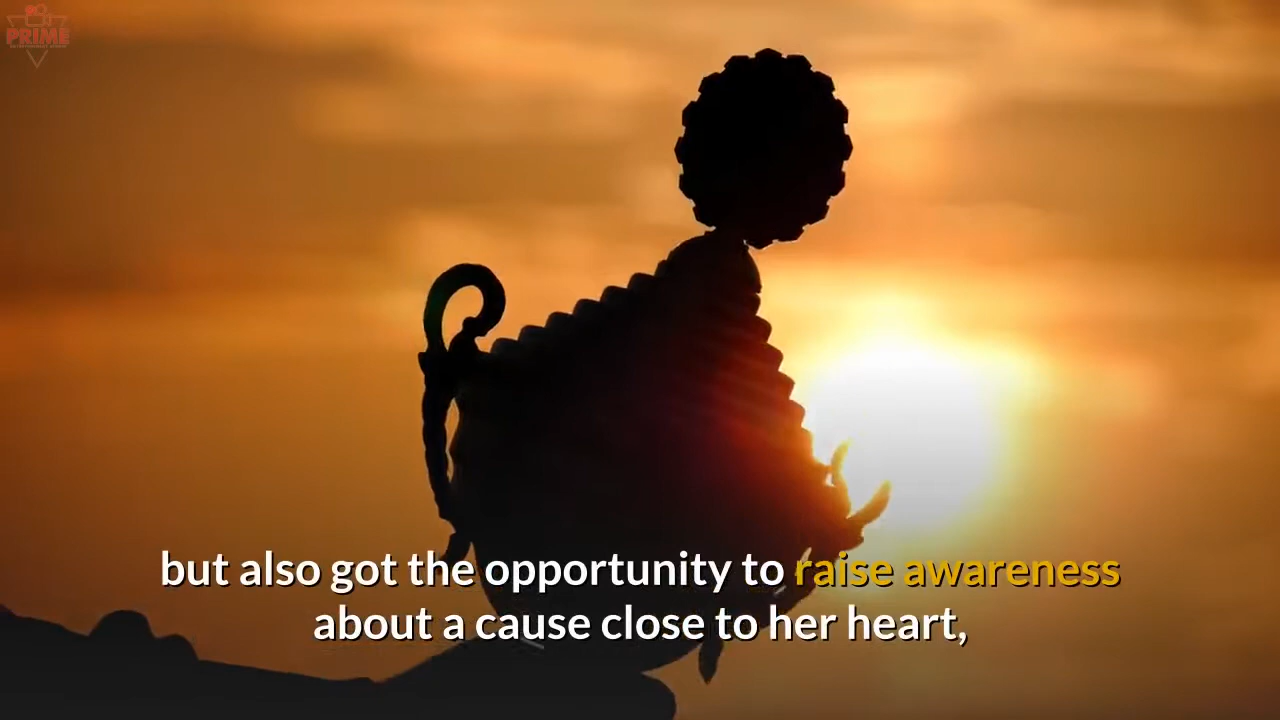 PRIME
but also got the opportunity to raise awareness
about a cause close to her heart,